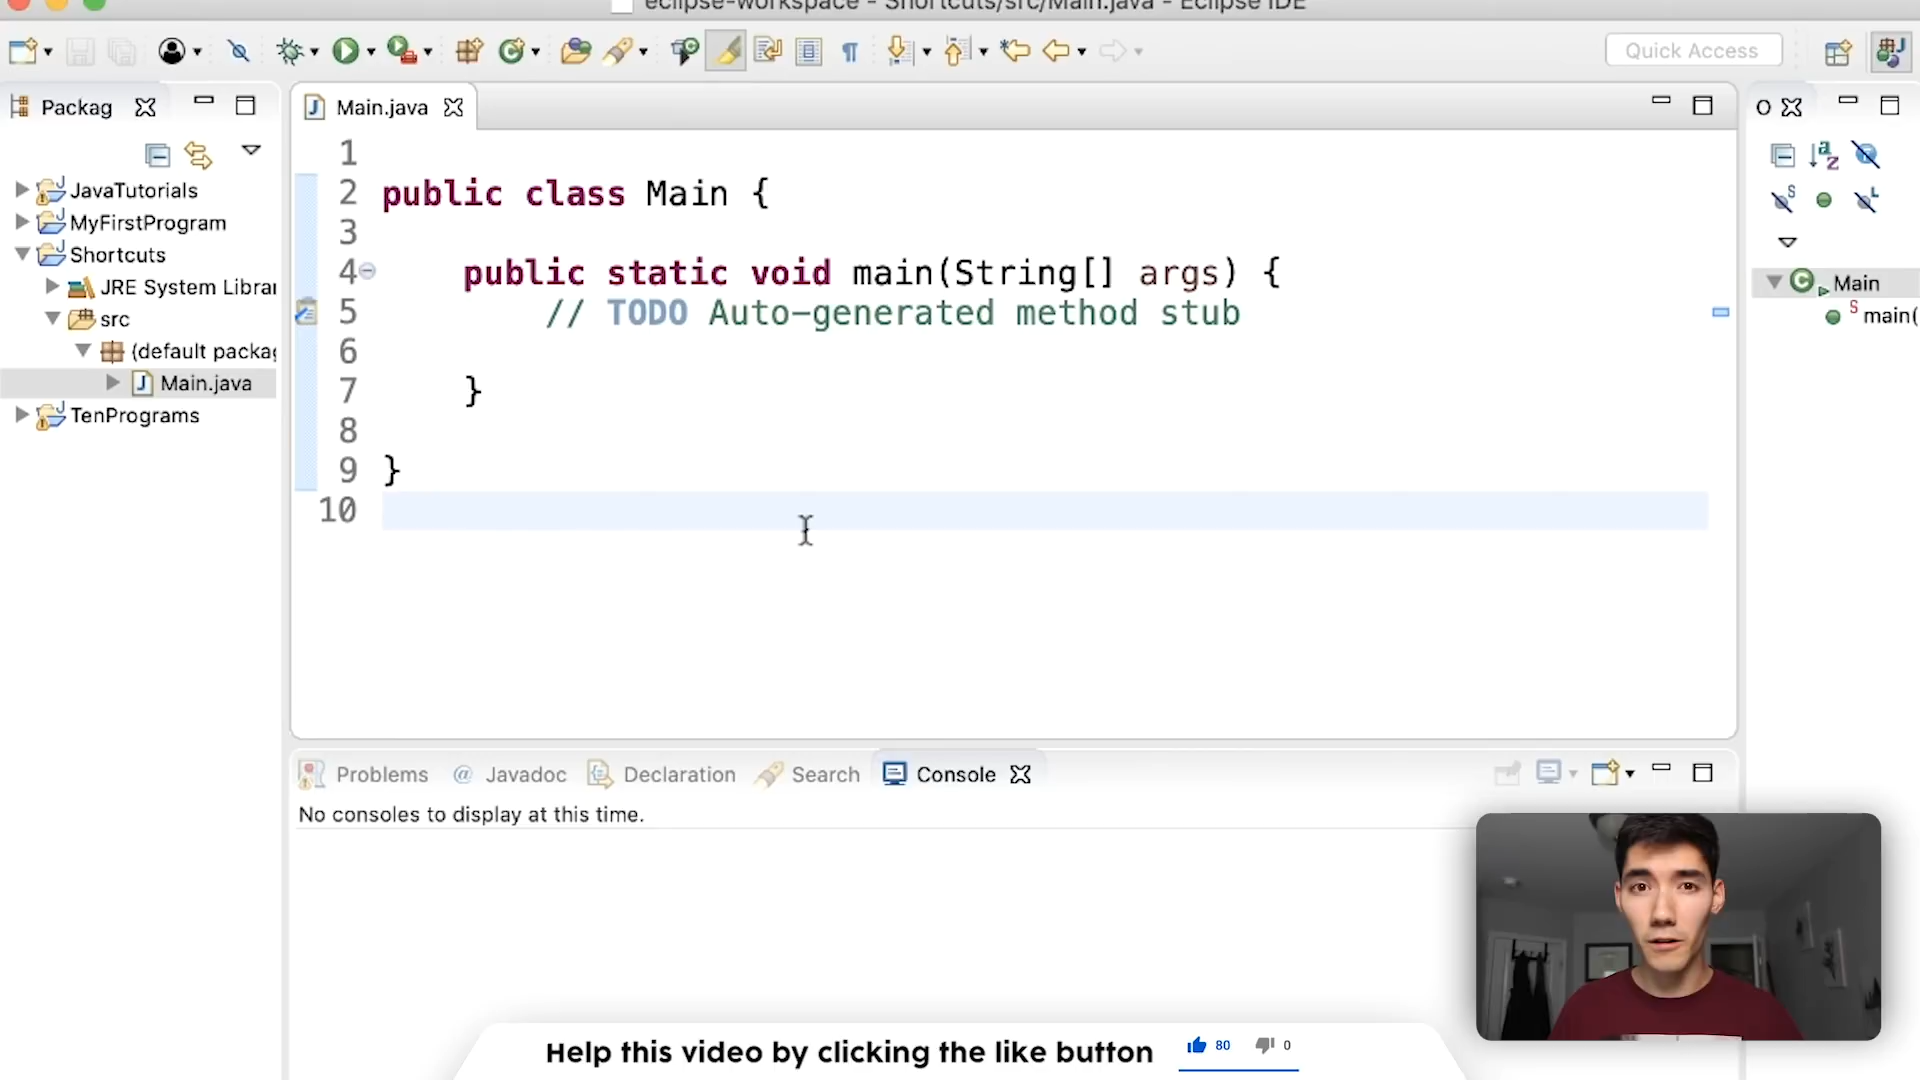 eclipse-workspace - Shortcuts/src/Main.java - Eclipse IDE
Quick Access
Packag
Main.java
O
JavaTutorials
MyFirstProgram
Shortcuts
JRE System Librar
src
(default packag
Main.java
TenPrograms
1
2 public class Main {
3
4 public static void main(String[] args) {
5 // TODO Auto-generated method stub
6
7 }
8
9 }
10
Main
main(
Problems @ Javadoc Declaration Search Console
No consoles to display at this time.
Help this video by clicking the like button 80 0